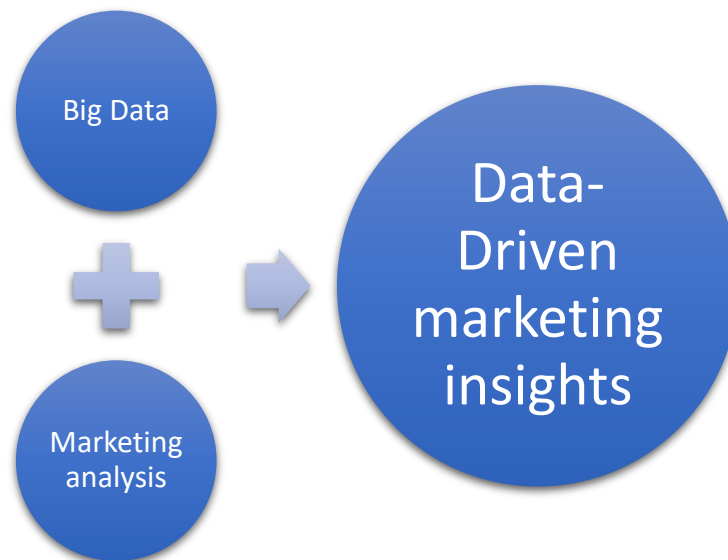 Big Data
Marketing
analysis
Data-
Driven
marketing
insights